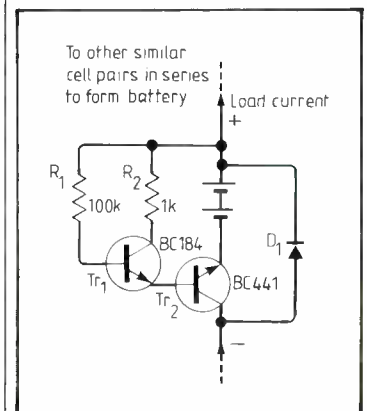 To other similar
cell pairs in series
to form battery
Load current
+
R1
100k
R2
1k
BC184
Tr1
Tr2
BC441
D1
−